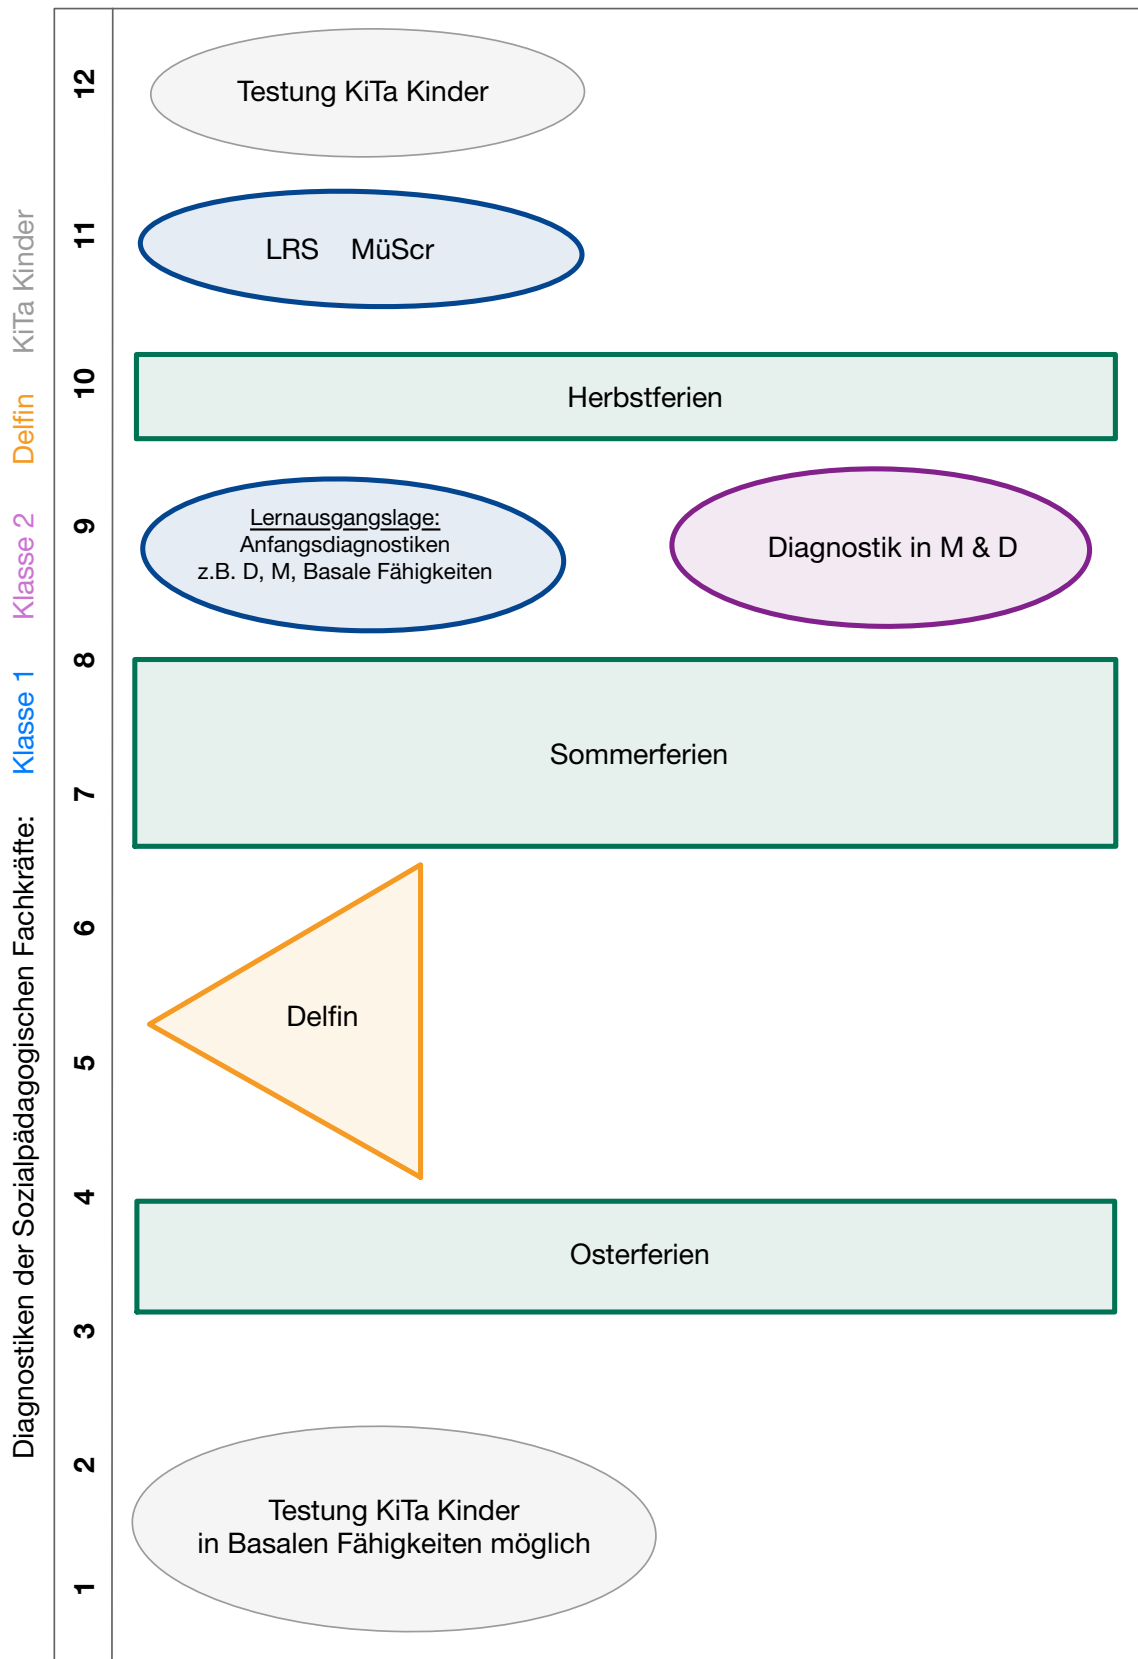 Diagnostiken der Sozialpädagogischen Fachkräfte: Klasse 1 Klasse 2 Delfin KiTa Kinder
12
Testung KiTa Kinder
11
LRS MüScr
10
Herbstferien
9
Lernausgangslage:
Anfangsdiagnostiken
z.B. D, M, Basale Fähigkeiten
Diagnostik in M & D
8
Sommerferien
7
6
Delfin
5
4
Osterferien
3
2
Testung KiTa Kinder
in Basalen Fähigkeiten möglich
1